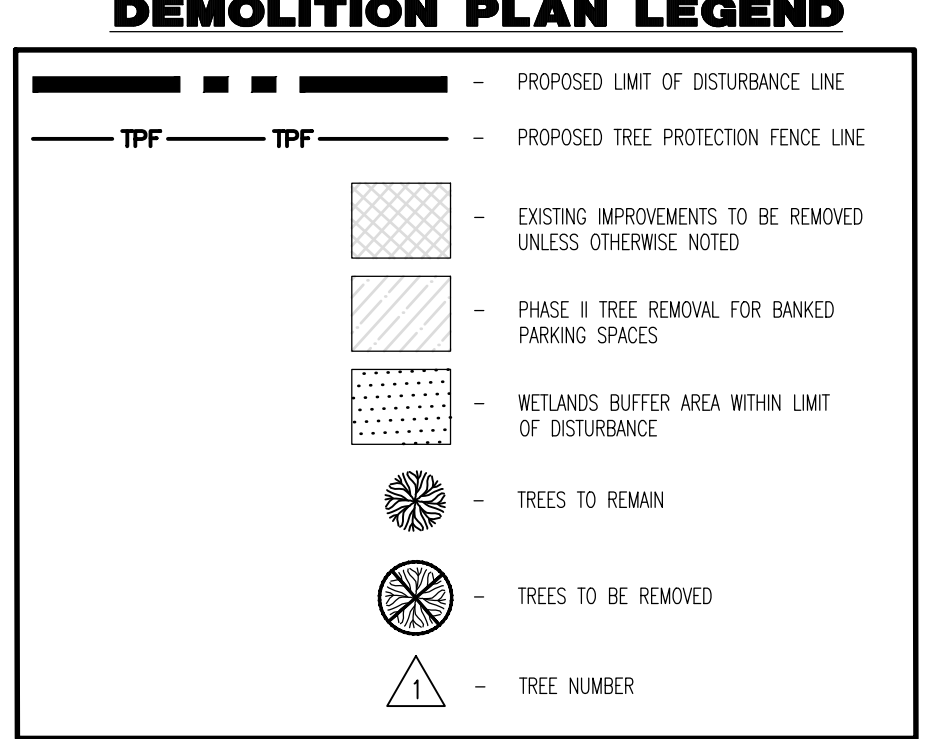 DEMOLITION PLAN LEGEND
- PROPOSED LIMIT OF DISTURBANCE LINE
TPF TPF - PROPOSED TREE PROTECTION FENCE LINE
- EXISTING IMPROVEMENTS TO BE REMOVED
UNLESS OTHERWISE NOTED
- PHASE II TREE REMOVAL FOR BANKED
PARKING SPACES
- WETLANDS BUFFER AREA WITHIN LIMIT
OF DISTURBANCE
- TREES TO REMAIN
- TREES TO BE REMOVED
1 - TREE NUMBER